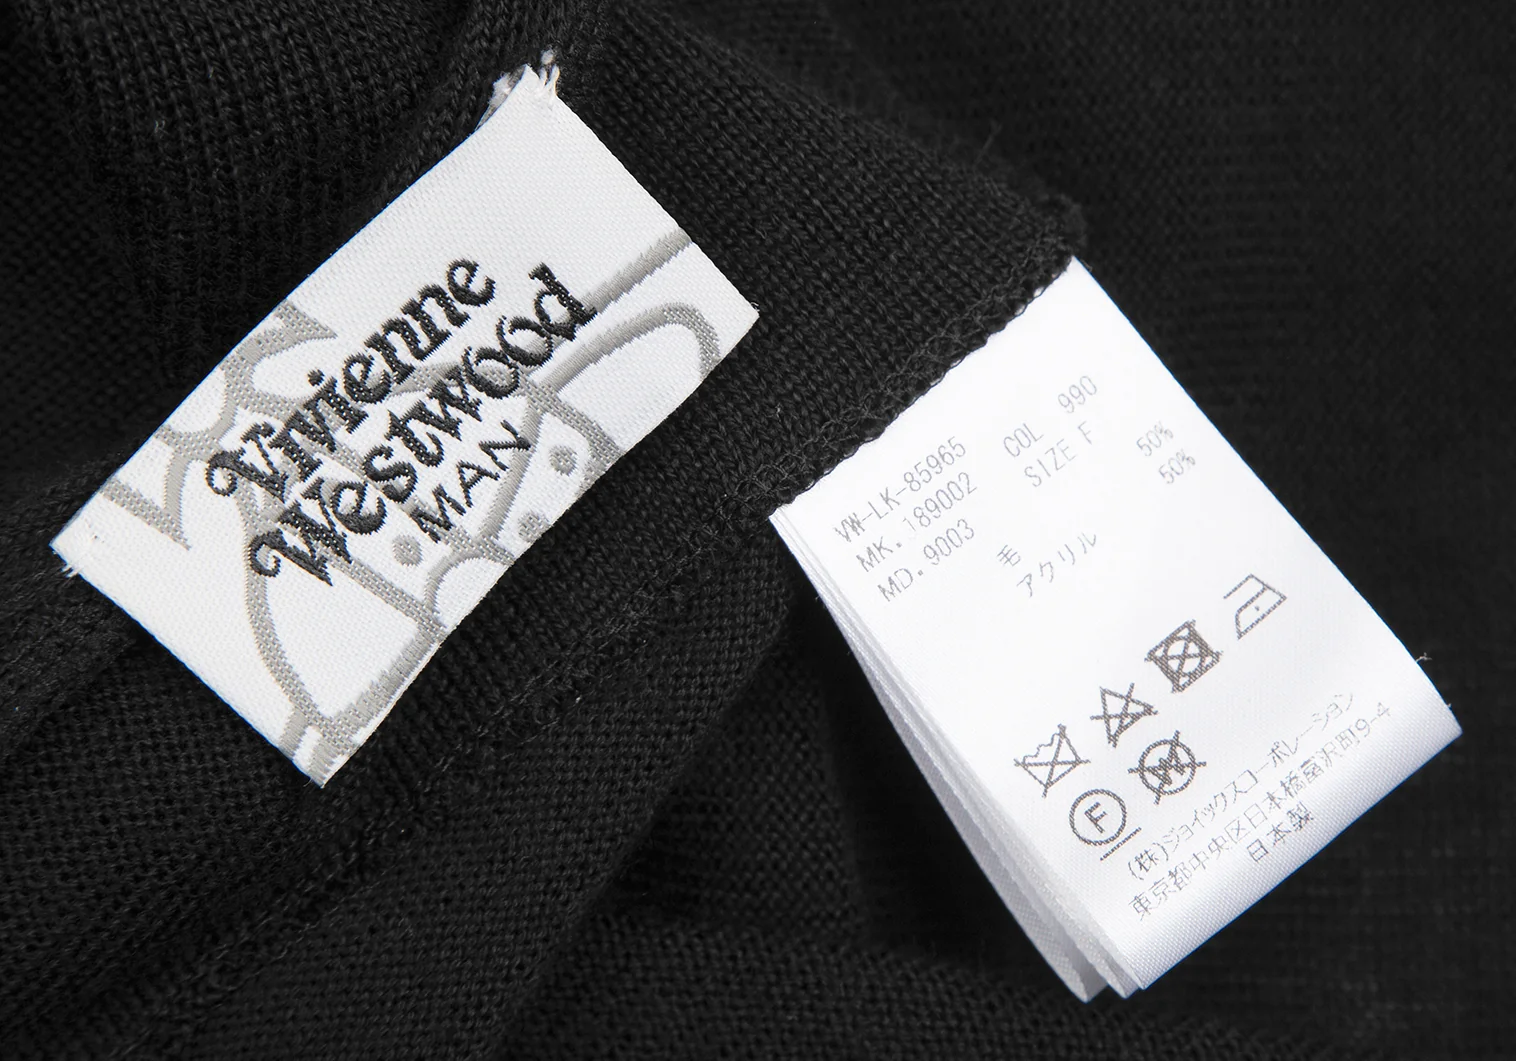 Vivienne
Westwood
MAN
VW-LK-85965 COL 990
MK.189002 SIZE F
MD.9003
毛 50%
アクリル 50%
W
F
(株)ジョイックスコーポレーション
東京都中央区日本橋富沢町9-4
日本製